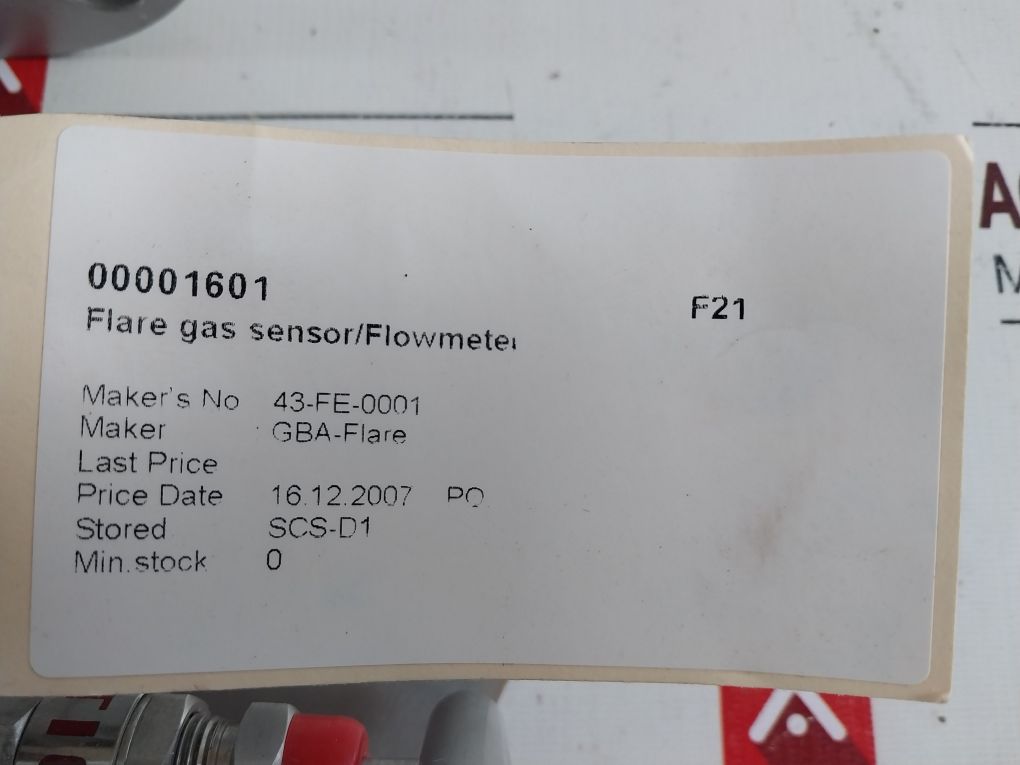 00001601
F21
Flare gas sensor/Flowmeter
Maker's No 43-FE-0001
Maker GBA-Flare
Last Price
Price Date 16.12.2007 PO
Stored SCS-D1
Min.stock 0